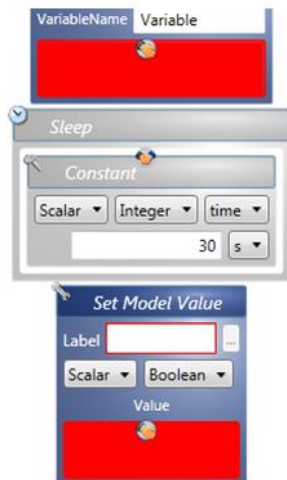 VariableName Variable
Sleep
Constant
Scalar Integer time
30 s
Set Model Value
Label ...
Scalar Boolean
Value